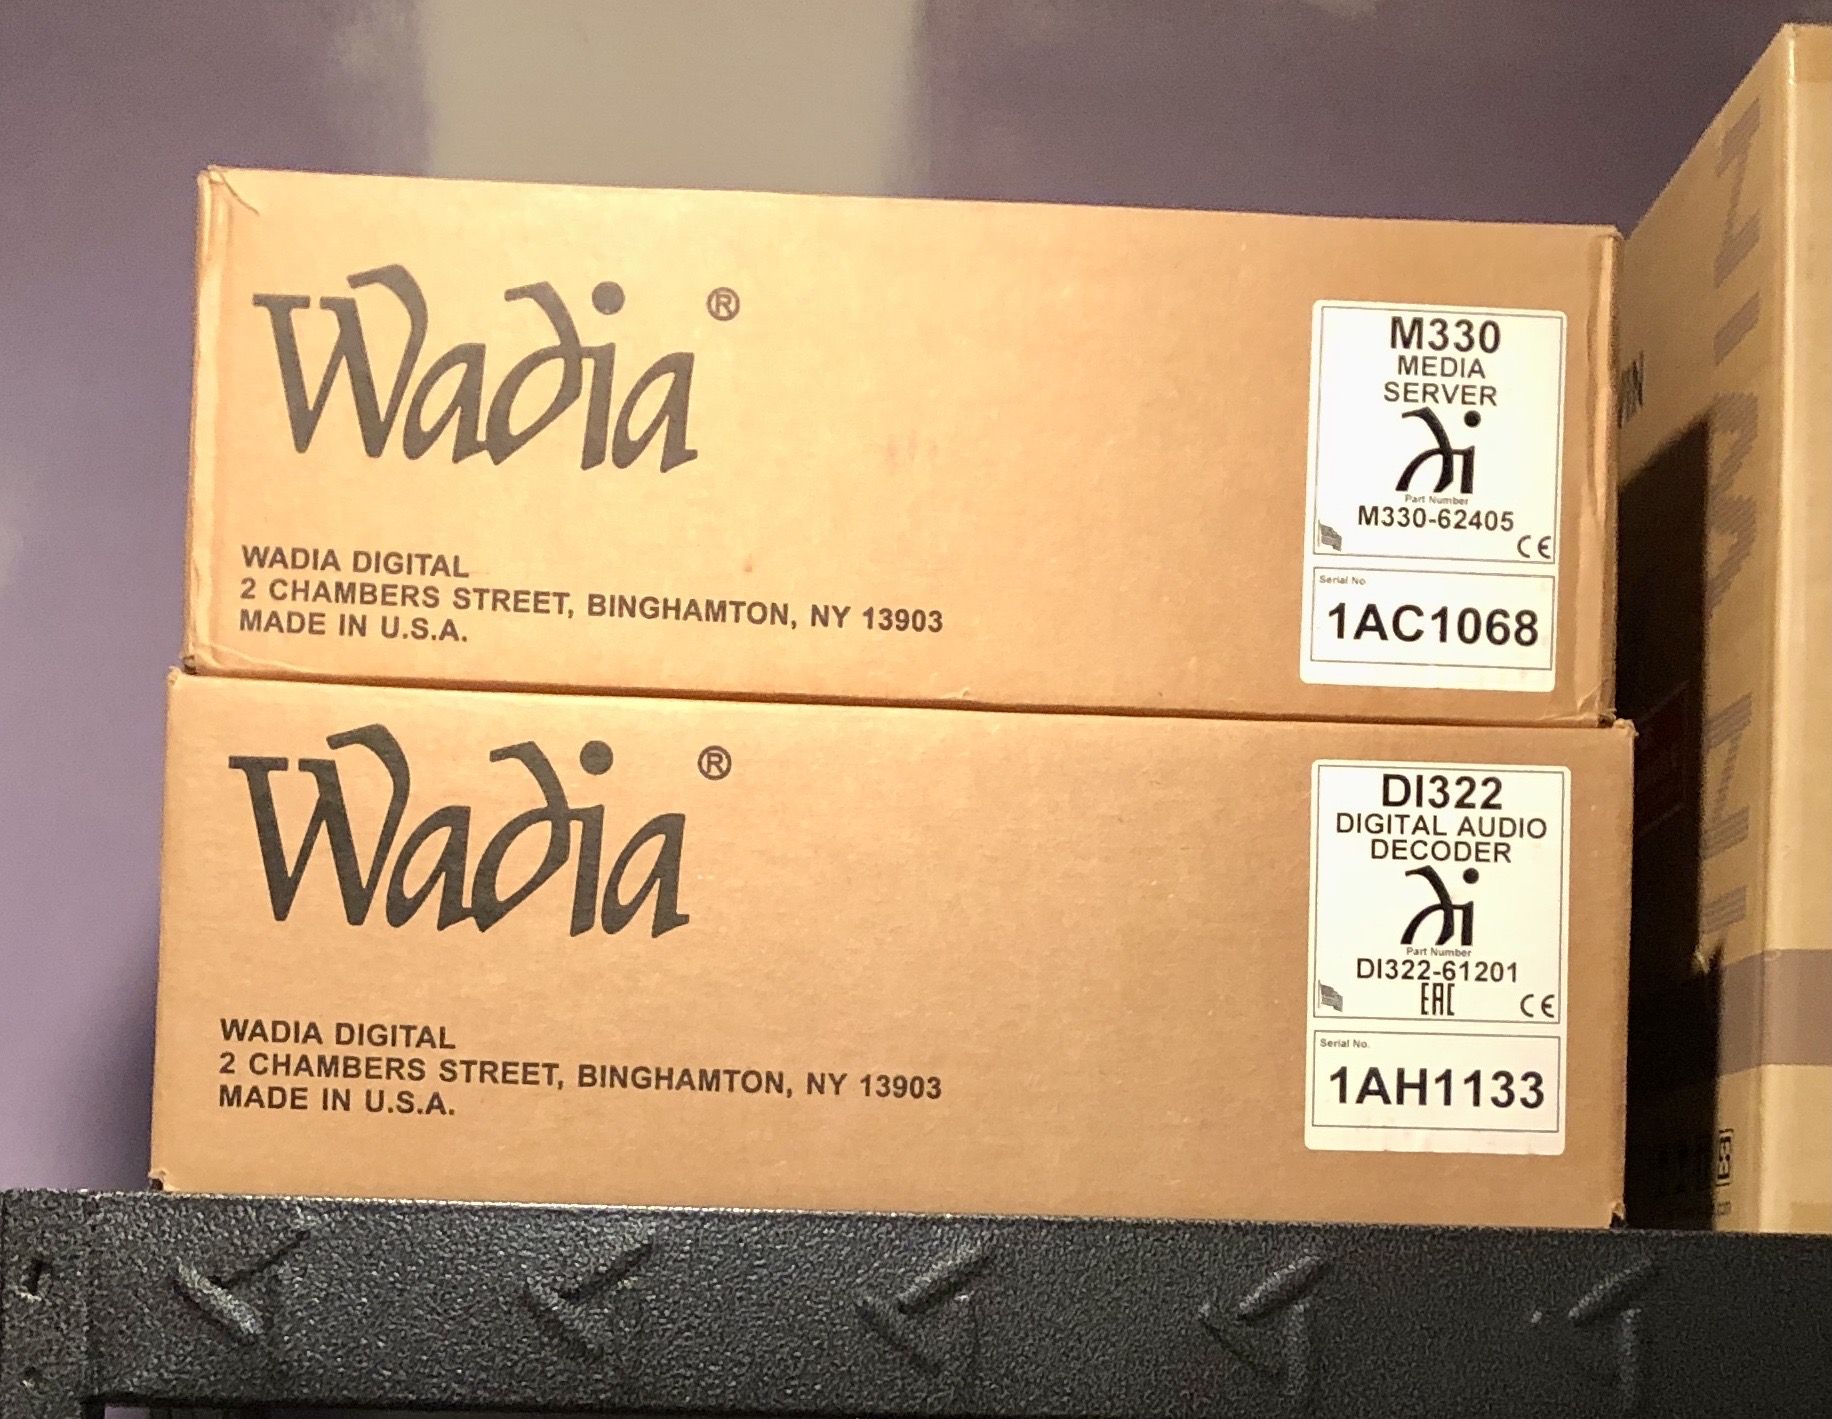 Wadia ®
WADIA DIGITAL
2 CHAMBERS STREET, BINGHAMTON, NY 13903
MADE IN U.S.A.
M330
MEDIA
SERVER
di
Part Number
M330-62405
CE
Serial No
1AC1068
Wadia ®
WADIA DIGITAL
2 CHAMBERS STREET, BINGHAMTON, NY 13903
MADE IN U.S.A.
DI322
DIGITAL AUDIO
DECODER
di
Part Number
DI322-61201
EAC CE
Serial No.
1AH1133